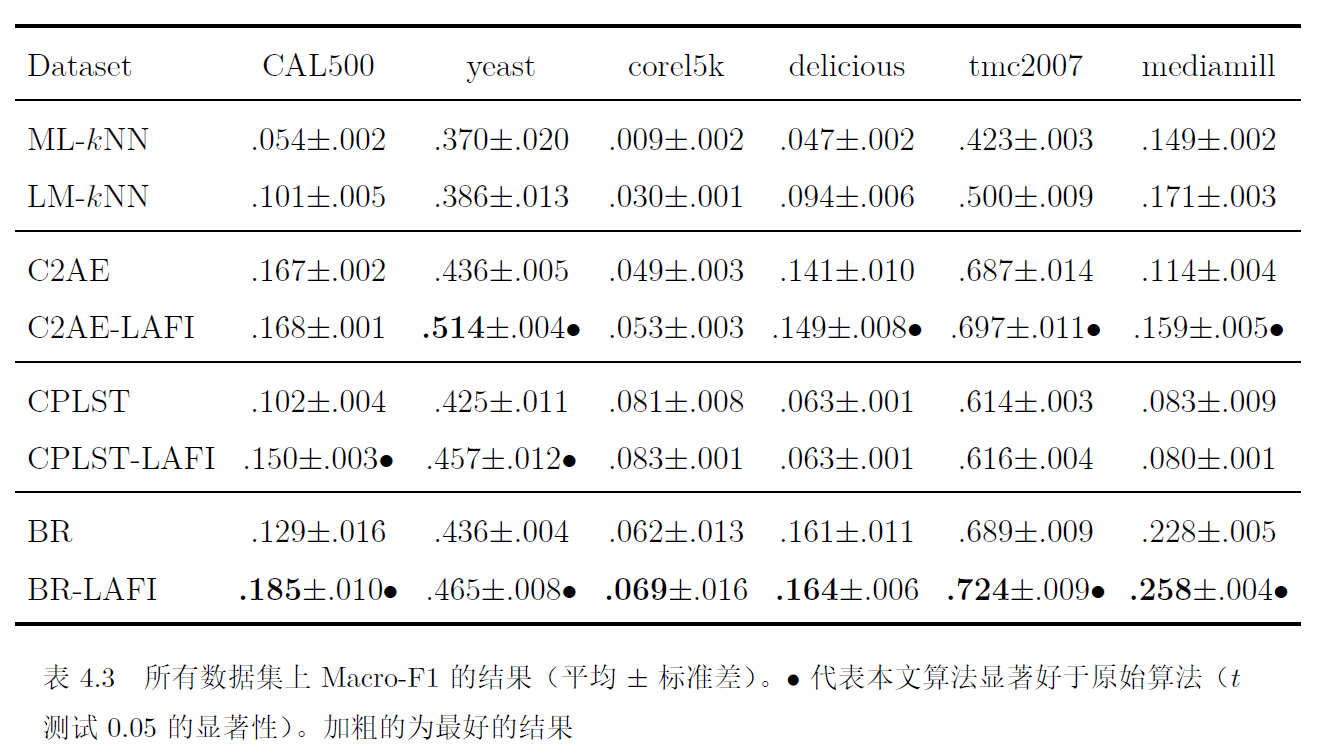 Dataset CAL500 yeast corel5k delicious tmc2007 mediamill
ML-kNN .054±.002 .370±.020 .009±.002 .047±.002 .423±.003 .149±.002
LM-kNN .101±.005 .386±.013 .030±.001 .094±.006 .500±.009 .171±.003
C2AE .167±.002 .436±.005 .049±.003 .141±.010 .687±.014 .114±.004
C2AE-LAFI .168±.001 .514±.004● .053±.003 .149±.008● .697±.011● .159±.005●
CPLST .102±.004 .425±.011 .081±.008 .063±.001 .614±.003 .083±.009
CPLST-LAFI .150±.003● .457±.012● .083±.001 .063±.001 .616±.004 .080±.001
BR .129±.016 .436±.004 .062±.013 .161±.011 .689±.009 .228±.005
BR-LAFI .185±.010● .465±.008● .069±.016 .164±.006 .724±.009● .258±.004●
表 4.3 所有数据集上 Macro-F1 的结果（平均 ± 标准差）。● 代表本文算法显著好于原始算法（t
测试 0.05 的显著性）。加粗的为最好的结果